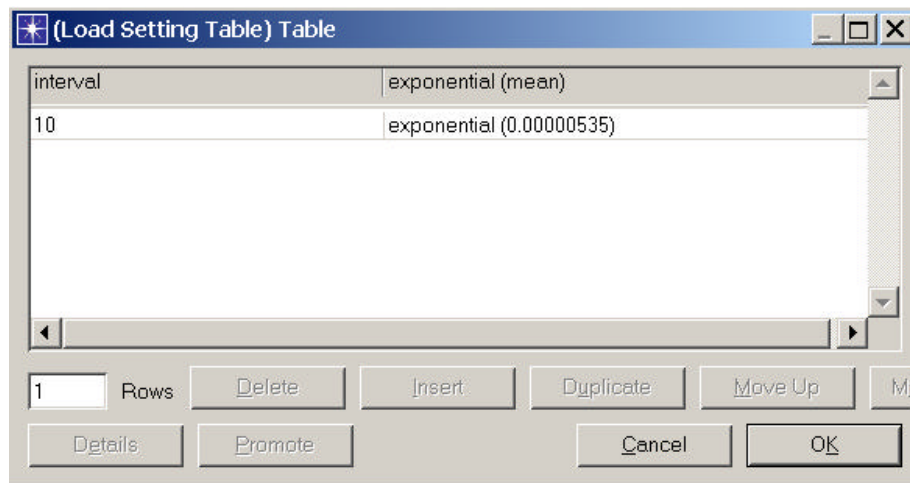 (Load Setting Table) Table
interval exponential (mean)
10 exponential (0.00000535)
1 Rows Delete Insert Duplicate Move Up M
Details Promote Cancel OK